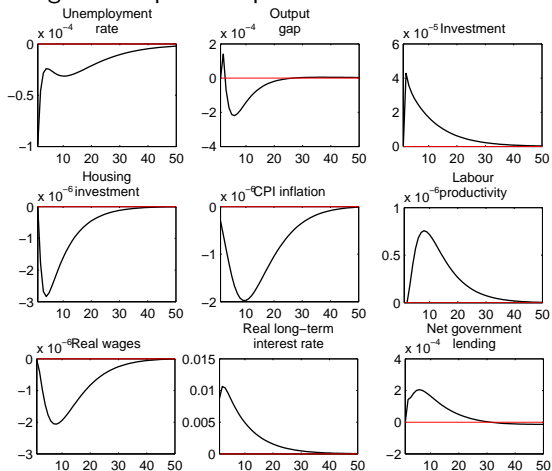 Unemployment
rate
x 10⁻⁴
0
−0.5
−1
10 20 30 40 50
Output
gap
x 10⁻⁴
2
0
−2
−4
10 20 30 40 50
x 10⁻⁵ Investment
6
4
2
0
10 20 30 40 50
Housing
x 10⁻⁶ investment
0
−1
−2
−3
10 20 30 40 50
x 10⁻⁶ CPI inflation
0
−1
−2
10 20 30 40 50
Labour
x 10⁻⁶ productivity
1
0.5
0
10 20 30 40 50
x 10⁻⁶ Real wages
0
−1
−2
−3
10 20 30 40 50
Real long−term
interest rate
0.015
0.01
0.005
0
10 20 30 40 50
Net government
lending
x 10⁻⁴
4
2
0
−2
10 20 30 40 50